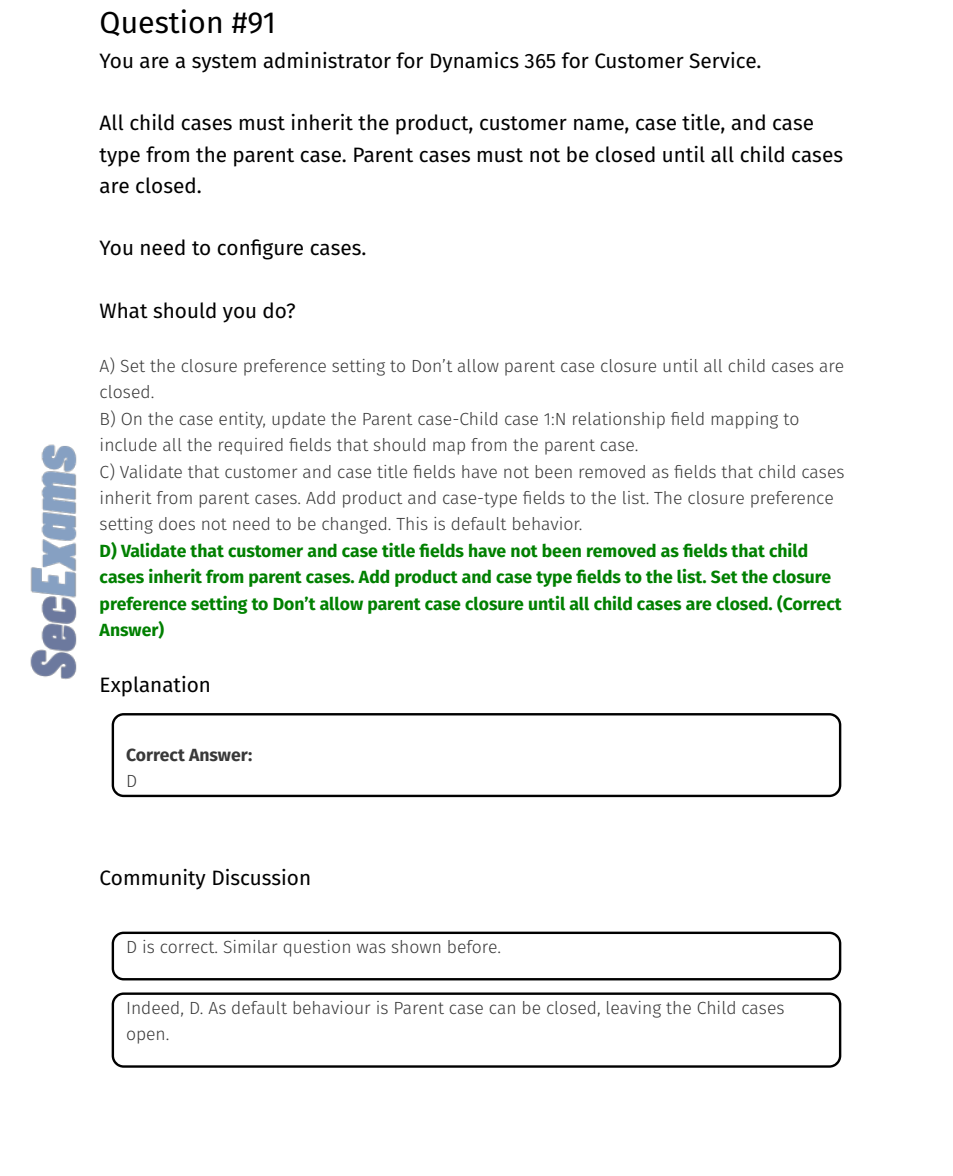 Question #91
You are a system administrator for Dynamics 365 for Customer Service.
All child cases must inherit the product, customer name, case title, and case
type from the parent case. Parent cases must not be closed until all child cases
are closed.
You need to configure cases.
What should you do?
A) Set the closure preference setting to Don’t allow parent case closure until all child cases are
closed.
B) On the case entity, update the Parent case-Child case 1:N relationship field mapping to
include all the required fields that should map from the parent case.
C) Validate that customer and case title fields have not been removed as fields that child cases
inherit from parent cases. Add product and case-type fields to the list. The closure preference
setting does not need to be changed. This is default behavior.
D) Validate that customer and case title fields have not been removed as fields that child
cases inherit from parent cases. Add product and case type fields to the list. Set the closure
preference setting to Don’t allow parent case closure until all child cases are closed. (Correct
Answer)
SecExams
Explanation
Correct Answer:
D
Community Discussion
D is correct. Similar question was shown before.
Indeed, D. As default behaviour is Parent case can be closed, leaving the Child cases
open.